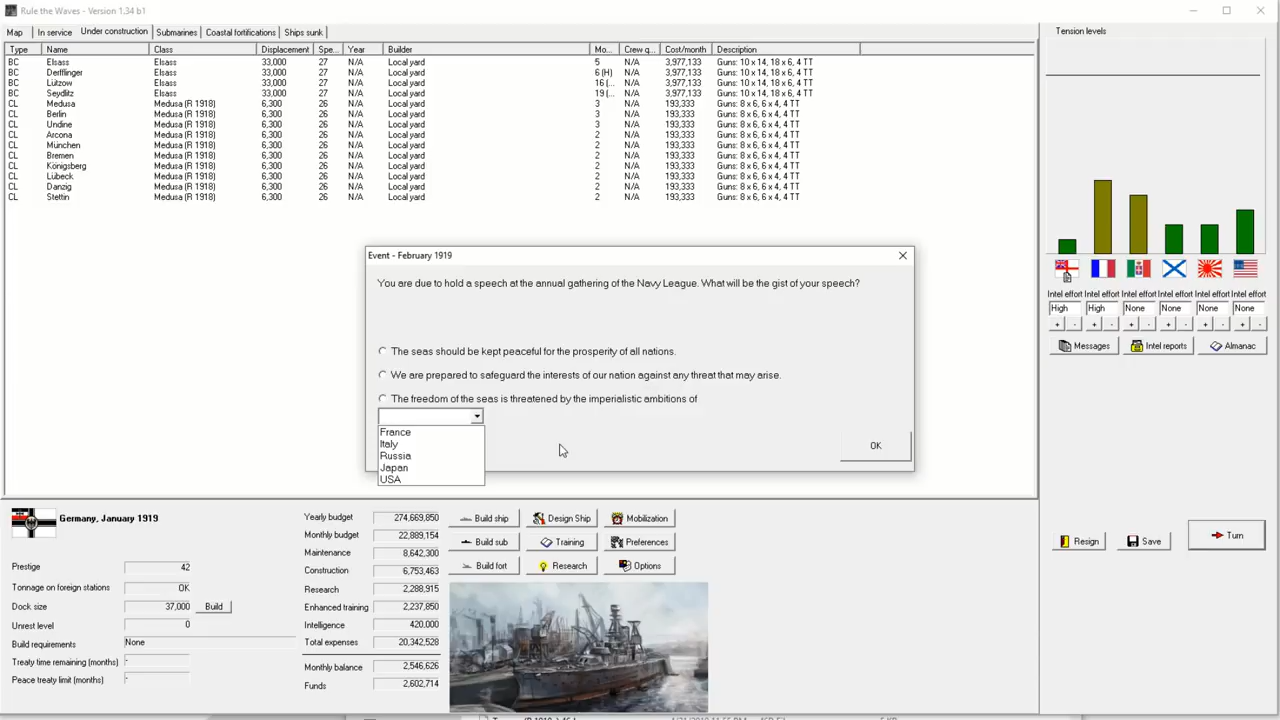 Rule the Waves - Version 1,34 b1
Map In service Under construction Submarines Coastal fortifications Ships sunk
Type Name Class Displacement Spe... Year Builder Mo... Crew q... Cost/month Description
BC Elsass Elsass 33,000 27 N/A Local yard 5 N/A 3,977,133 Guns: 10 x 14, 18 x 6, 4 TT
BC Derfflinger Elsass 33,000 27 N/A Local yard 6 (H) N/A 3,977,133 Guns: 10 x 14, 18 x 6, 4 TT
BC Lützow Elsass 33,000 27 N/A Local yard 16 (... N/A 3,977,133 Guns: 10 x 14, 18 x 6, 4 TT
BC Seydlitz Elsass 33,000 27 N/A Local yard 19 (... N/A 3,977,133 Guns: 10 x 14, 18 x 6, 4 TT
CL Medusa Medusa (R 1918) 6,300 26 N/A Local yard 3 N/A 193,333 Guns: 8 x 6, 6 x 4, 4 TT
CL Berlin Medusa (R 1918) 6,300 26 N/A Local yard 3 N/A 193,333 Guns: 8 x 6, 6 x 4, 4 TT
CL Undine Medusa (R 1918) 6,300 26 N/A Local yard 3 N/A 193,333 Guns: 8 x 6, 6 x 4, 4 TT
CL Arcona Medusa (R 1918) 6,300 26 N/A Local yard 2 N/A 193,333 Guns: 8 x 6, 6 x 4, 4 TT
CL München Medusa (R 1918) 6,300 26 N/A Local yard 2 N/A 193,333 Guns: 8 x 6, 6 x 4, 4 TT
CL Bremen Medusa (R 1918) 6,300 26 N/A Local yard 2 N/A 193,333 Guns: 8 x 6, 6 x 4, 4 TT
CL Königsberg Medusa (R 1918) 6,300 26 N/A Local yard 2 N/A 193,333 Guns: 8 x 6, 6 x 4, 4 TT
CL Lübeck Medusa (R 1918) 6,300 26 N/A Local yard 2 N/A 193,333 Guns: 8 x 6, 6 x 4, 4 TT
CL Danzig Medusa (R 1918) 6,300 26 N/A Local yard 2 N/A 193,333 Guns: 8 x 6, 6 x 4, 4 TT
CL Stettin Medusa (R 1918) 6,300 26 N/A Local yard 2 N/A 193,333 Guns: 8 x 6, 6 x 4, 4 TT
Event - February 1919
You are due to hold a speech at the annual gathering of the Navy League. What will be the gist of your speech?
The seas should be kept peaceful for the prosperity of all nations.
We are prepared to safeguard the interests of our nation against any threat that may arise.
The freedom of the seas is threatened by the imperialistic ambitions of
France
Italy
Russia
Japan
USA
OK
Tension levels
Intel effort Intel effort Intel effort Intel effort Intel effort Intel effort
High High None None None None
+ - + - + - + - + - + -
Messages Intel reports Almanac
Germany, January 1919
Prestige 42
Tonnage on foreign stations OK
Dock size 37,000 Build
Unrest level 0
Build requirements None
Treaty time remaining (months) -
Peace treaty limit (months) -
Yearly budget 274,669,850
Monthly budget 22,889,154
Maintenance 8,642,300
Construction 6,753,463
Research 2,288,915
Enhanced training 2,237,850
Intelligence 420,000
Total expenses 20,342,528
Monthly balance 2,546,626
Funds 2,602,714
Build ship Design Ship Mobilization
Build sub Training Preferences
Build fort Research Options
Resign Save Turn